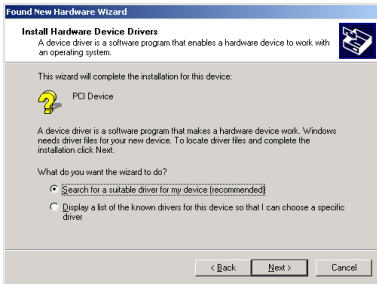 Found New Hardware Wizard
Install Hardware Device Drivers
A device driver is a software program that enables a hardware device to work with
an operating system.
This wizard will complete the installation for this device:
PCI Device
A device driver is a software program that makes a hardware device work. Windows
needs driver files for your new device. To locate driver files and complete the
installation click Next.
What do you want the wizard to do?
Search for a suitable driver for my device (recommended)
Display a list of the known drivers for this device so that I can choose a specific
driver
< Back Next > Cancel